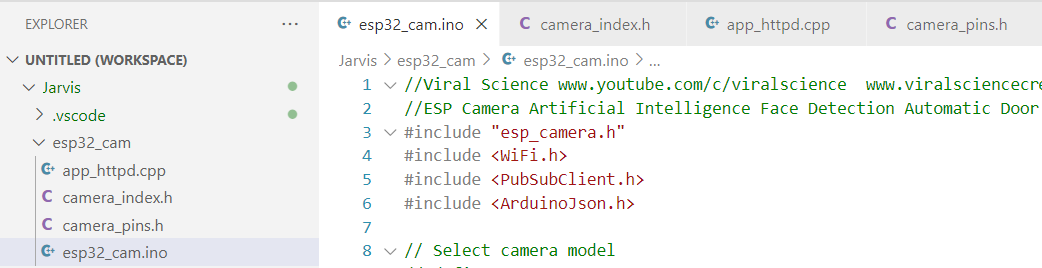 EXPLORER ...
UNTITLED (WORKSPACE)
Jarvis
.vscode
esp32_cam
app_httpd.cpp
camera_index.h
camera_pins.h
esp32_cam.ino
esp32_cam.ino camera_index.h app_httpd.cpp camera_pins.h
Jarvis > esp32_cam > esp32_cam.ino > ...
1 //Viral Science www.youtube.com/c/viralscience www.viralsciencecre
2 //ESP Camera Artificial Intelligence Face Detection Automatic Door
3 #include "esp_camera.h"
4 #include <WiFi.h>
5 #include <PubSubClient.h>
6 #include <ArduinoJson.h>
7
8 // Select camera model